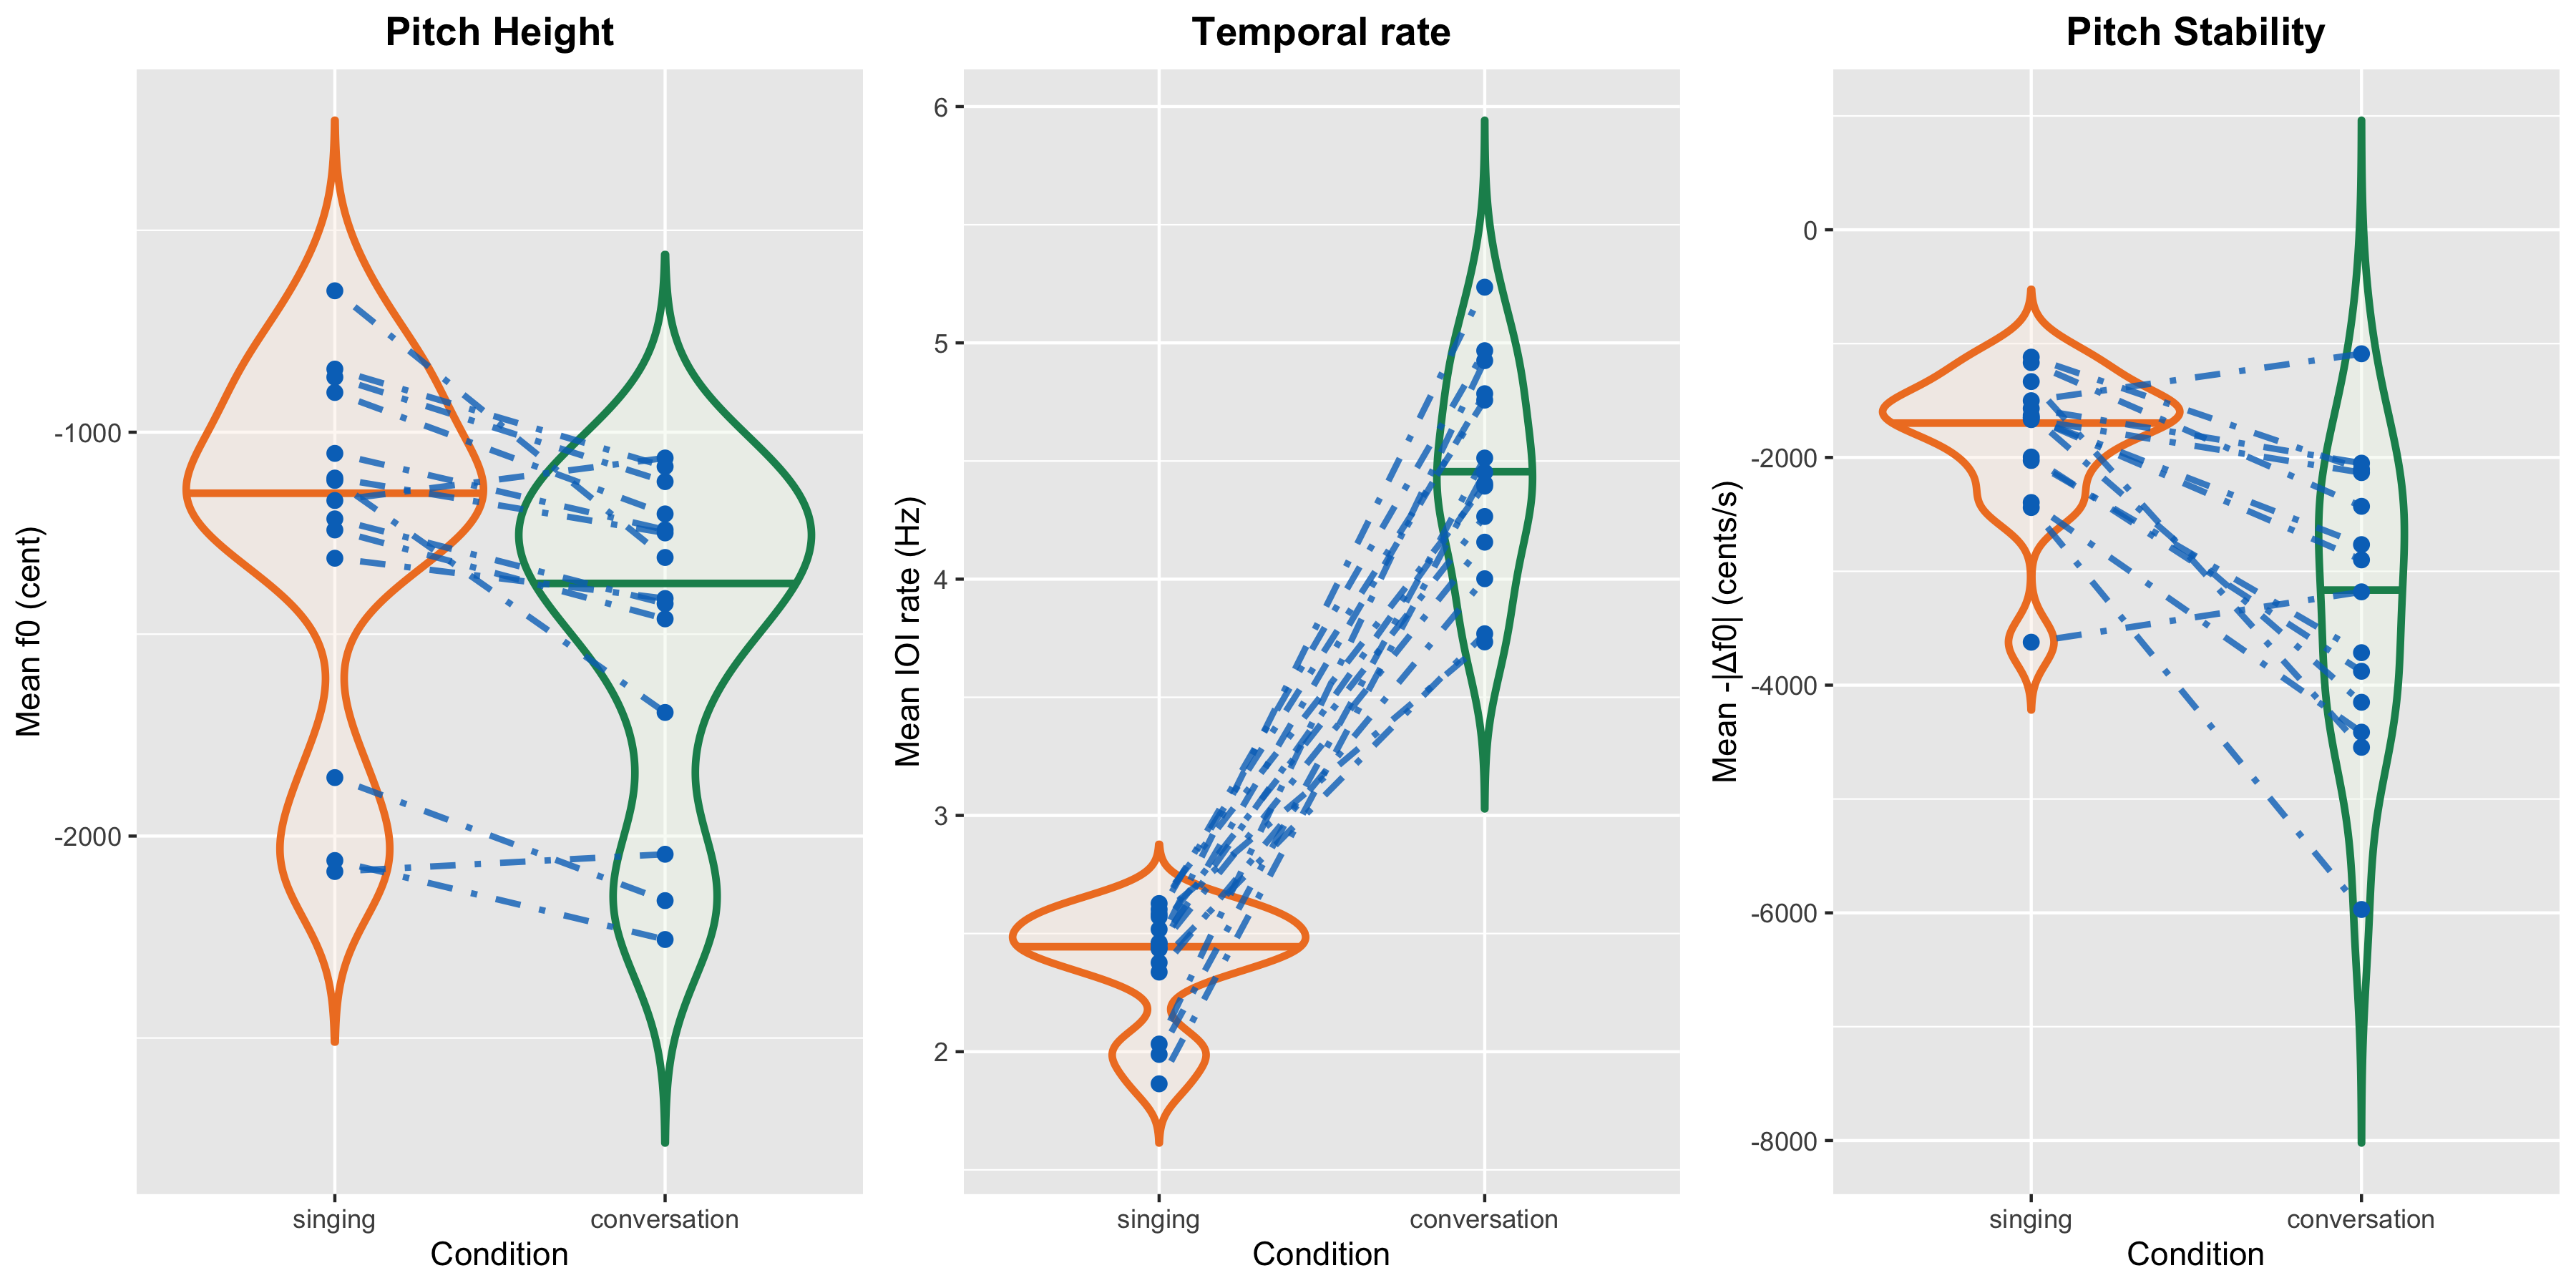 Pitch Height
Mean f0 (cent)
-1000
-2000
singing
conversation
Condition
Temporal rate
Mean IOI rate (Hz)
6
5
4
3
2
singing
conversation
Condition
Pitch Stability
Mean -|Δf0| (cents/s)
0
-2000
-4000
-6000
-8000
singing
conversation
Condition